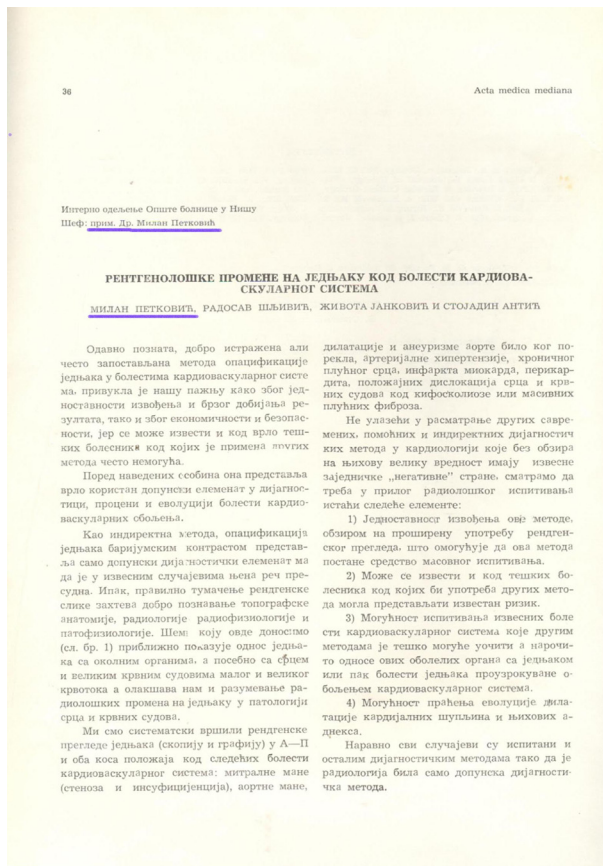 36
Acta medica mediana
Интерно одељење Опште болнице у Нишу
Шеф: прим. Др. Милан Петковић
РЕНТГЕНОЛОШКЕ ПРОМЕНЕ НА ЈЕДЊАКУ КОД БОЛЕСТИ КАРДИОВА-
СКУЛАРНОГ СИСТЕМА
МИЛАН ПЕТКОВИЋ, РАДОСАВ ШЉИВИЋ, ЖИВОТА ЈАНКОВИЋ И СТОЈАДИН АНТИЋ
Одавно позната, добро истражена али
често запостављана метода опацификације
једњака у болестима кардиоваскуларног систе
ма, привукла је нашу пажњу како због јед-
ноставности извођења и брзог добијања ре-
зултата, тако и због економичности и безопас-
ности, јер се може извести и код врло теш-
ких болесника код којих је примена других
метода често немогућа.
Поред наведених особина она представља
врло користан допунски елеменат у дијагнос-
тици, процени и еволуцији болести кардио-
васкуларних обољења.
Као индиректна метода, опацификација
једњака баријумским контрастом представ-
ља само допунски дијагностички елеменат ма
да је у извесним случајевима њена реч пре-
судна. Ипак, правилно тумачење рендгенске
слике захтева добро познавање топографске
анатомије, радиологије радиофизиологије и
патофизиологије. Шема коју овде доносимо
(сл. бр. 1) приближно показује однос једња-
ка са околним органима, а посебно са срцем
и великим крвним судовима малог и великог
крвотока а олакшава нам и разумевање ра-
диолошких промена на једњаку у патологији
срца и крвних судова.
Ми смо систематски вршили рендгенске
прегледе једњака (скопију и графију) у А—П
и оба коса положаја код следећих болести
кардиоваскуларног система: митралне мане
(стеноза и инсуфицијенција), аортне мане,
дилатације и анеуризме аорте било ког по-
рекла, артеријалне хипертензије, хроничног
плућног срца, инфаркта миокарда, перикар-
дита, положајних дислокација срца и крв-
них судова код кифосколиозе или масивних
плућних фиброза.
Не улазећи у расматрање других савре-
мених, помоћних и индиректних дијагностич
ких метода у кардиологији које без обзира
на њихову велику вредност имају извесне
заједничке „негативне" стране, сматрамо да
треба у прилог радиолошког испитивања
истаћи следеће елементе:
1) Једноставност извођења ове методе,
обзиром на проширену употребу рендген-
ског прегледа, што омогућује да ова метода
постане средство масовног испитивања.
2) Може се извести и код тешких бо-
лесника код којих би употреба других мето-
да могла представљати известан ризик.
3) Могућност испитивања извесних боле
сти кардиоваскуларног система које другим
методама је тешко могуће уочити а нарочи-
то односе ових оболелих органа са једњаком
или пак болести једњака проузроковане о-
бољењем кардиоваскуларног система.
4) Могућност праћења еволуције дила-
тације кардијалних шупљина и њихових а-
днекса.
Наравно сви случајеви су испитани и
осталим дијагностичким методама тако да је
радиологија била само допунска дијагности-
чка метода.